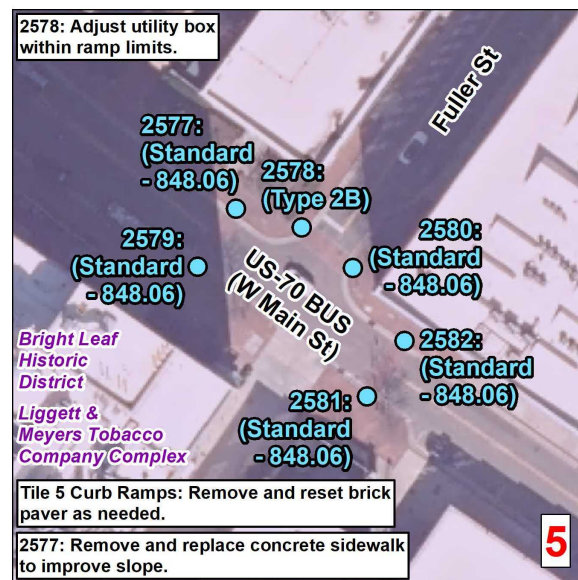 2578: Adjust utility box
within ramp limits.
Fuller St
2577:
(Standard
- 848.06)
2578:
(Type 2B)
2579:
(Standard
- 848.06)
2580:
(Standard
- 848.06)
US-70 BUS
(W Main St)
2582:
(Standard
- 848.06)
2581:
(Standard
- 848.06)
Bright Leaf
Historic
District
Liggett &
Meyers Tobacco
Company Complex
Tile 5 Curb Ramps: Remove and reset brick
paver as needed.
2577: Remove and replace concrete sidewalk
to improve slope.
5